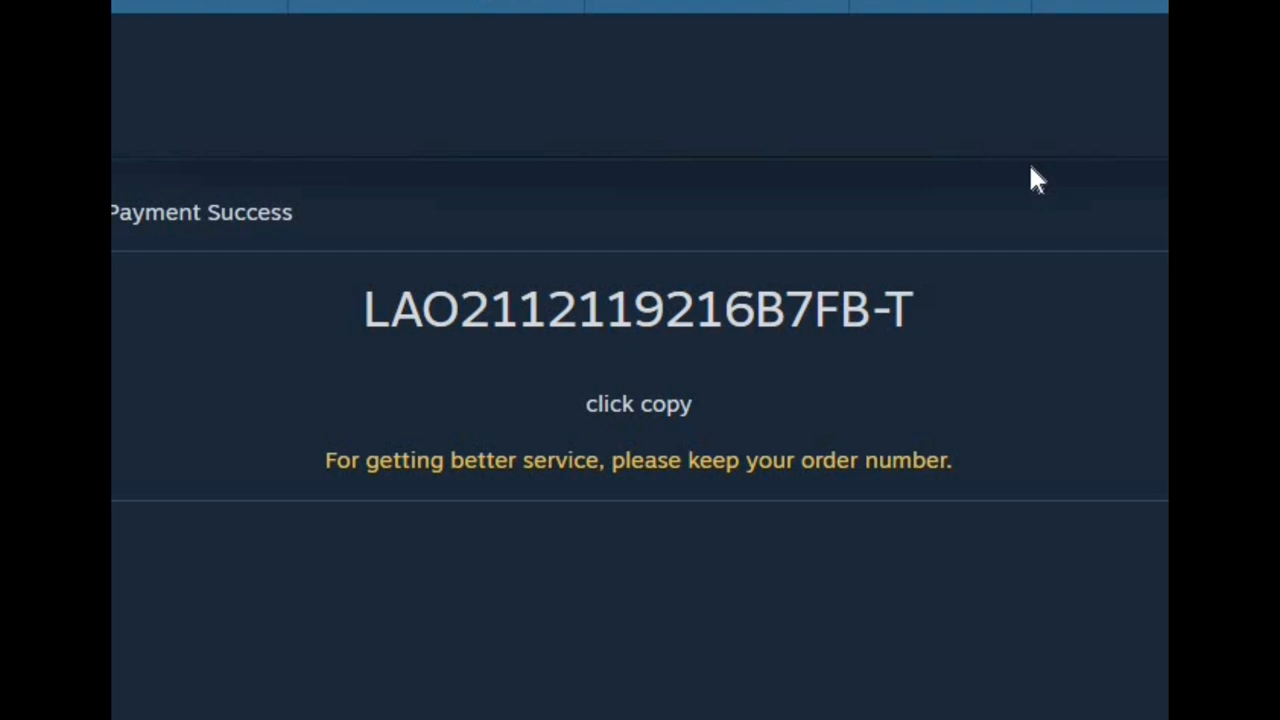 Payment Success
LAO2112119216B7FB-T
click copy
For getting better service, please keep your order number.